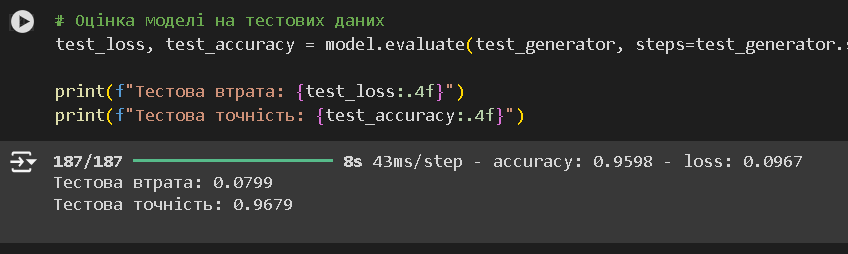 # Оцінка моделі на тестових даних
test_loss, test_accuracy = model.evaluate(test_generator, steps=test_generator.
print(f"Тестова втрата: {test_loss:.4f}")
print(f"Тестова точність: {test_accuracy:.4f}")
187/187 8s 43ms/step - accuracy: 0.9598 - loss: 0.0967
Тестова втрата: 0.0799
Тестова точність: 0.9679